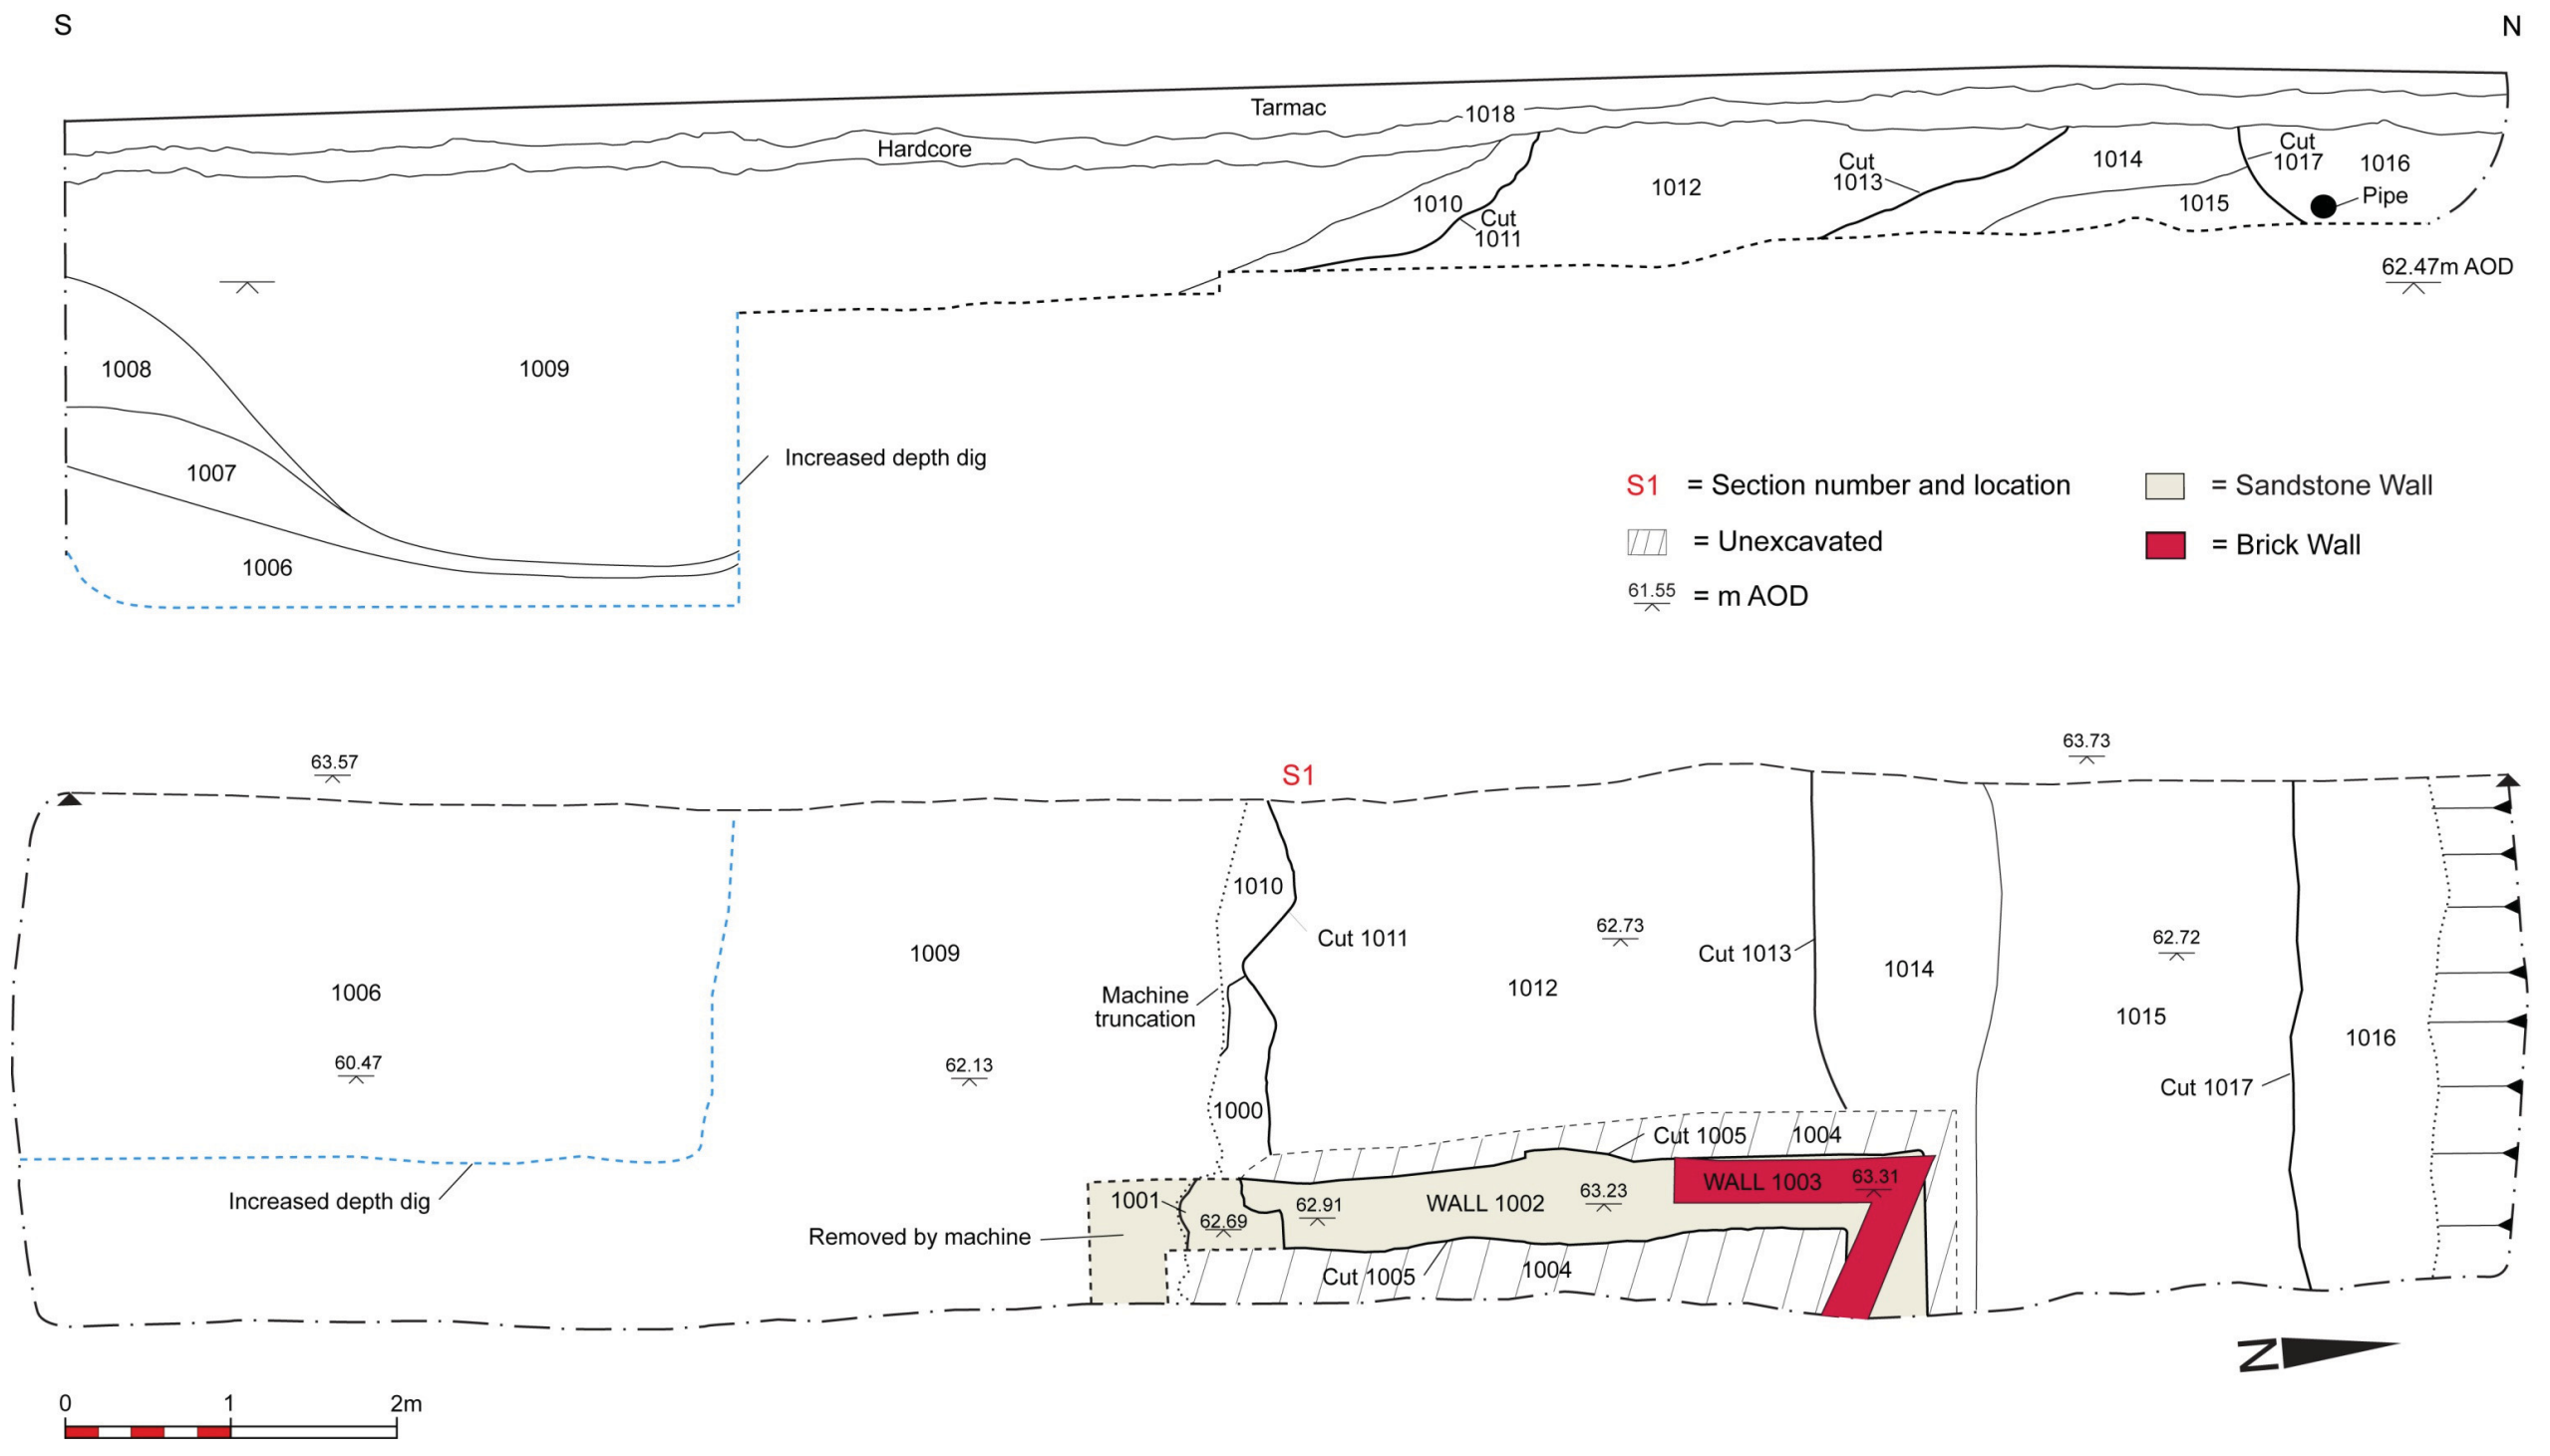 S
N
Tarmac
1018
Hardcore
1010
Cut
1011
1012
Cut
1013
1014
1015
Cut
1017
1016
Pipe
62.47m AOD
1008
1009
1007
1006
Increased depth dig
S1 = Section number and location
= Sandstone Wall
= Unexcavated
= Brick Wall
61.55 = m AOD
63.57
S1
63.73
1010
Cut 1011
62.73
Cut 1013
1014
62.72
1009
1012
1006
Machine
truncation
1015
1016
60.47
62.13
Cut 1017
1000
Cut 1005
1004
Increased depth dig
1001
62.69
62.91
WALL 1002
63.23
WALL 1003
63.31
Removed by machine
Cut 1005
1004
N
0 1 2m